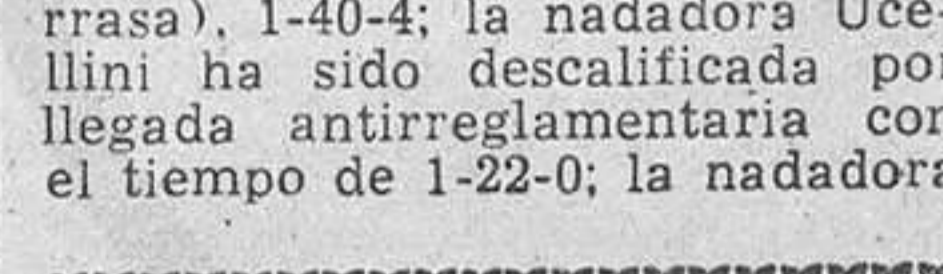 rrasa), 1-40-4; la nadadora Uce-
llini ha sido descalificada por
llegada antirreglamentaria con
el tiempo de 1-22-0; la nadadora